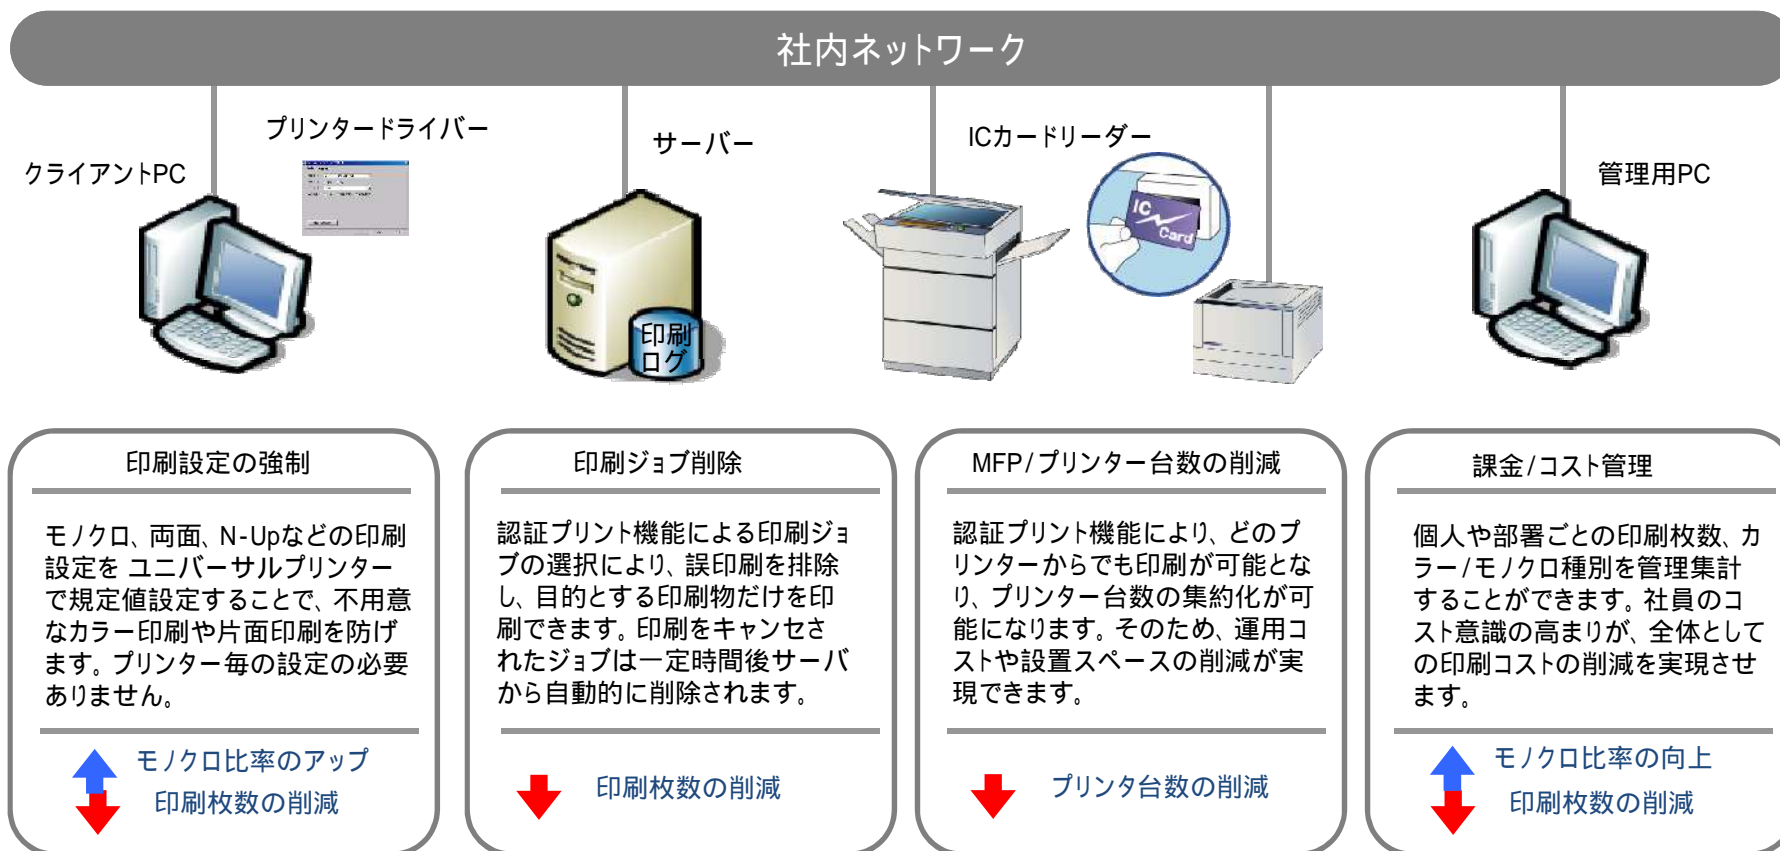 社内ネットワーク
プリンタードライバー
クライアントPC
サーバー
ICカードリーダー
管理用PC
IC
Card
印刷
ログ
印刷設定の強制
モノクロ、両面、N-Upなどの印刷
設定を ユニバーサルプリンター
で規定値設定することで、不用意
なカラー印刷や片面印刷を防げ
ます。プリンター毎の設定の必要
ありません。
モノクロ比率のアップ
印刷枚数の削減
印刷ジョブ削除
認証プリント機能による印刷ジョ
ブの選択により、誤印刷を排除
し、目的とする印刷物だけを印
刷できます。印刷をキャンセさ
れたジョブは一定時間後サーバ
から自動的に削除されます。
印刷枚数の削減
MFP/プリンター台数の削減
認証プリント機能により、どのプ
リンターからでも印刷が可能とな
り、プリンター台数の集約化が可
能になります。そのため、運用コ
ストや設置スペースの削減が実
現できます。
プリンタ台数の削減
課金/コスト管理
個人や部署ごとの印刷枚数、カ
ラー/モノクロ種別を管理集計
することができます。社員のコ
スト意識の高まりが、全体として
の印刷コストの削減を実現させ
ます。
モノクロ比率の向上
印刷枚数の削減